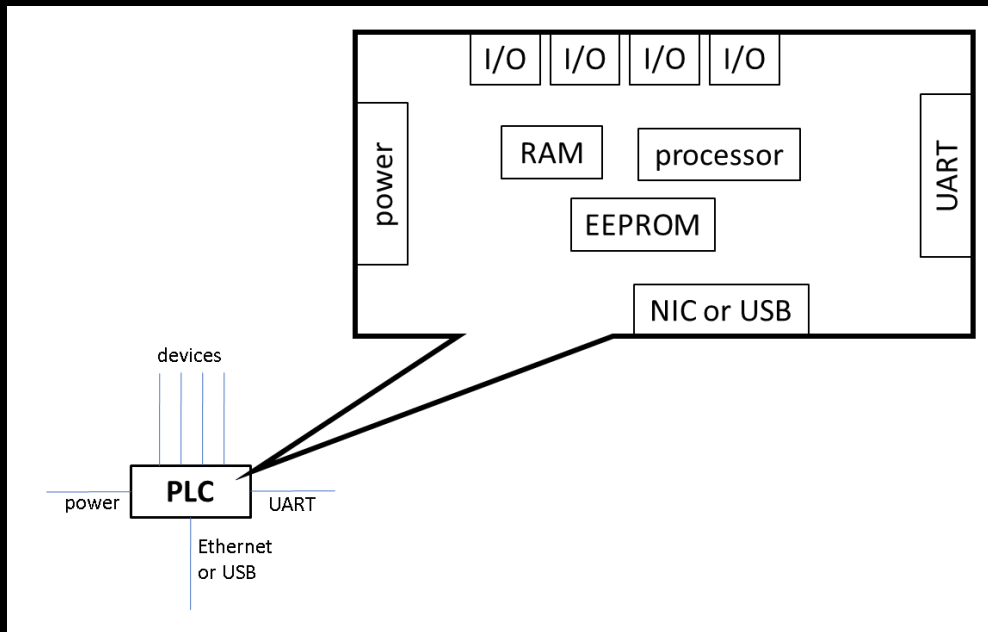 I/O I/O I/O I/O
power
RAM
processor
UART
EEPROM
NIC or USB
devices
PLC
power
UART
Ethernet
or USB